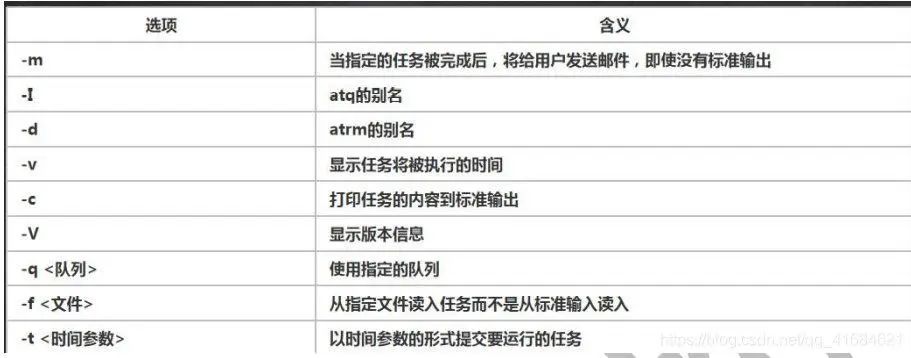 选项 含义
-m 当指定的任务被完成后，将给用户发送邮件，即使没有标准输出
-I atq的别名
-d atrm的别名
-v 显示任务将被执行的时间
-c 打印任务的内容到标准输出
-V 显示版本信息
-q <队列> 使用指定的队列
-f <文件> 从指定文件读入任务而不是从标准输入读入
-t <时间参数> 以时间参数的形式提交要运行的任务
https://blog.csdn.net/qq_41684621